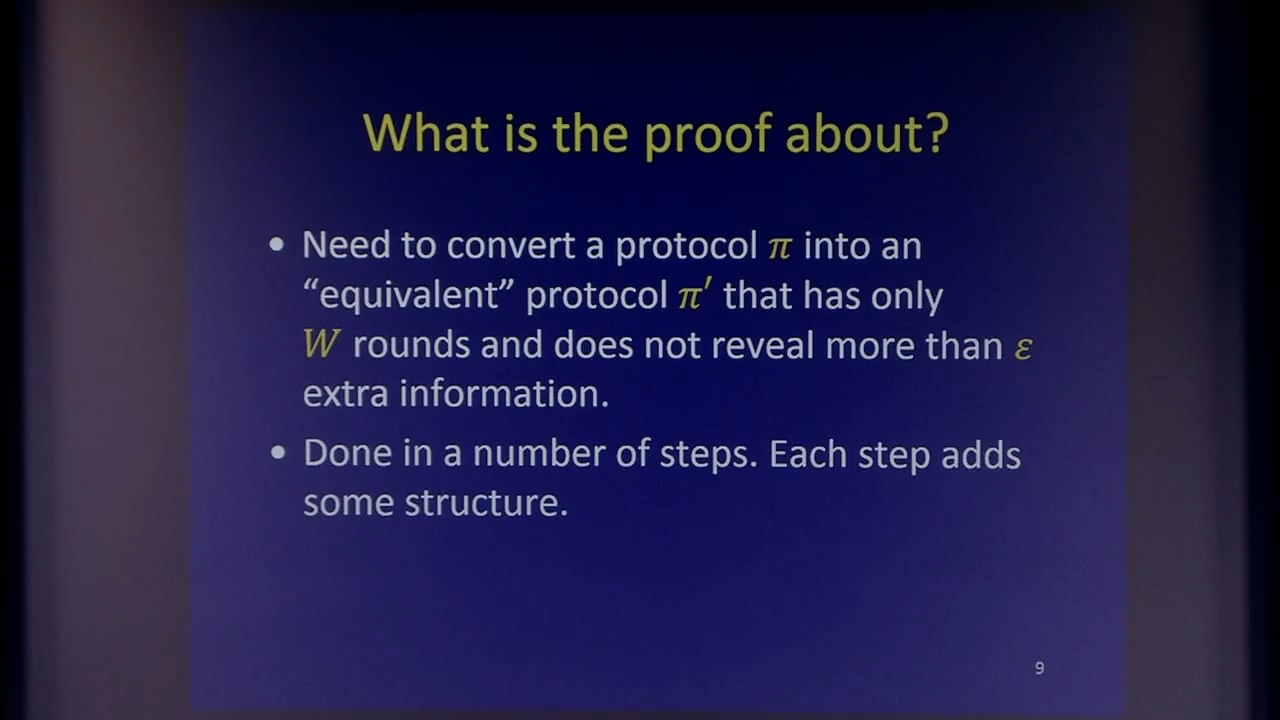 What is the proof about?
• Need to convert a protocol π into an
“equivalent” protocol π′ that has only
W rounds and does not reveal more than ε
extra information.
• Done in a number of steps. Each step adds
some structure.
9